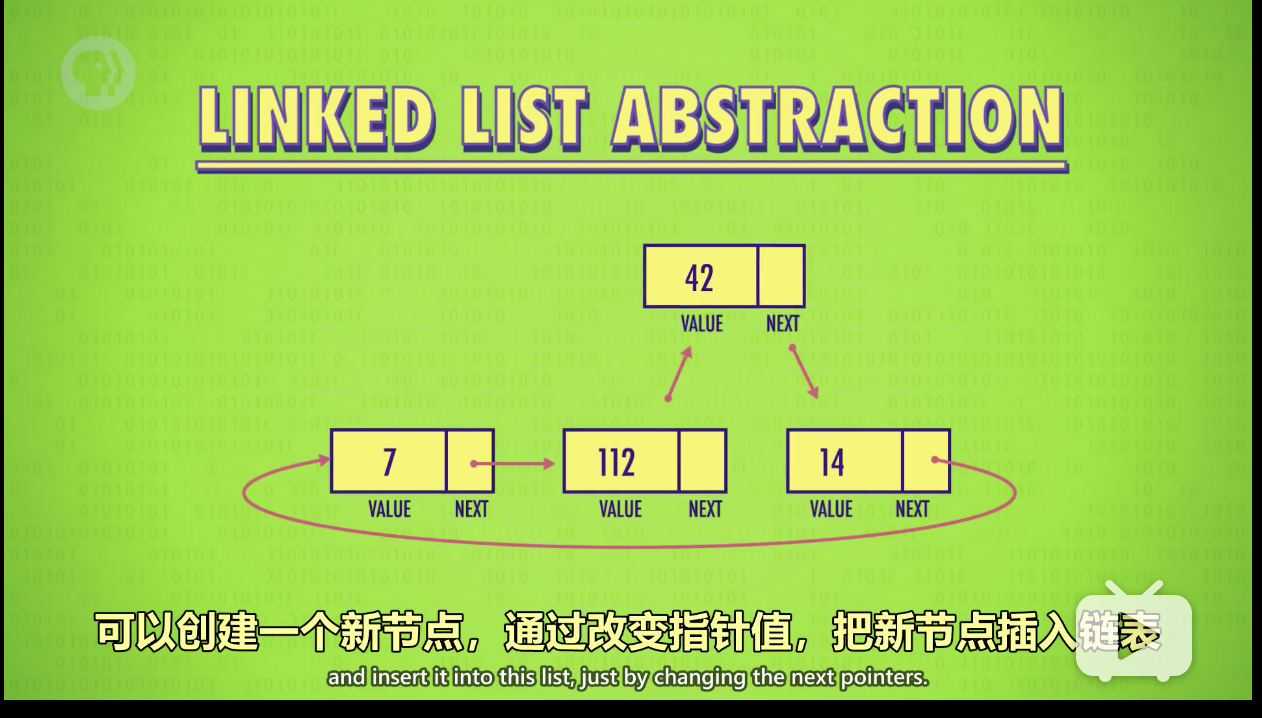 LINKED LIST ABSTRACTION
42
VALUE NEXT
7 112 14
VALUE NEXT VALUE NEXT VALUE NEXT
可以创建一个新节点，通过改变指针值，把新节点插入链表
and insert it into this list, just by changing the next pointers.